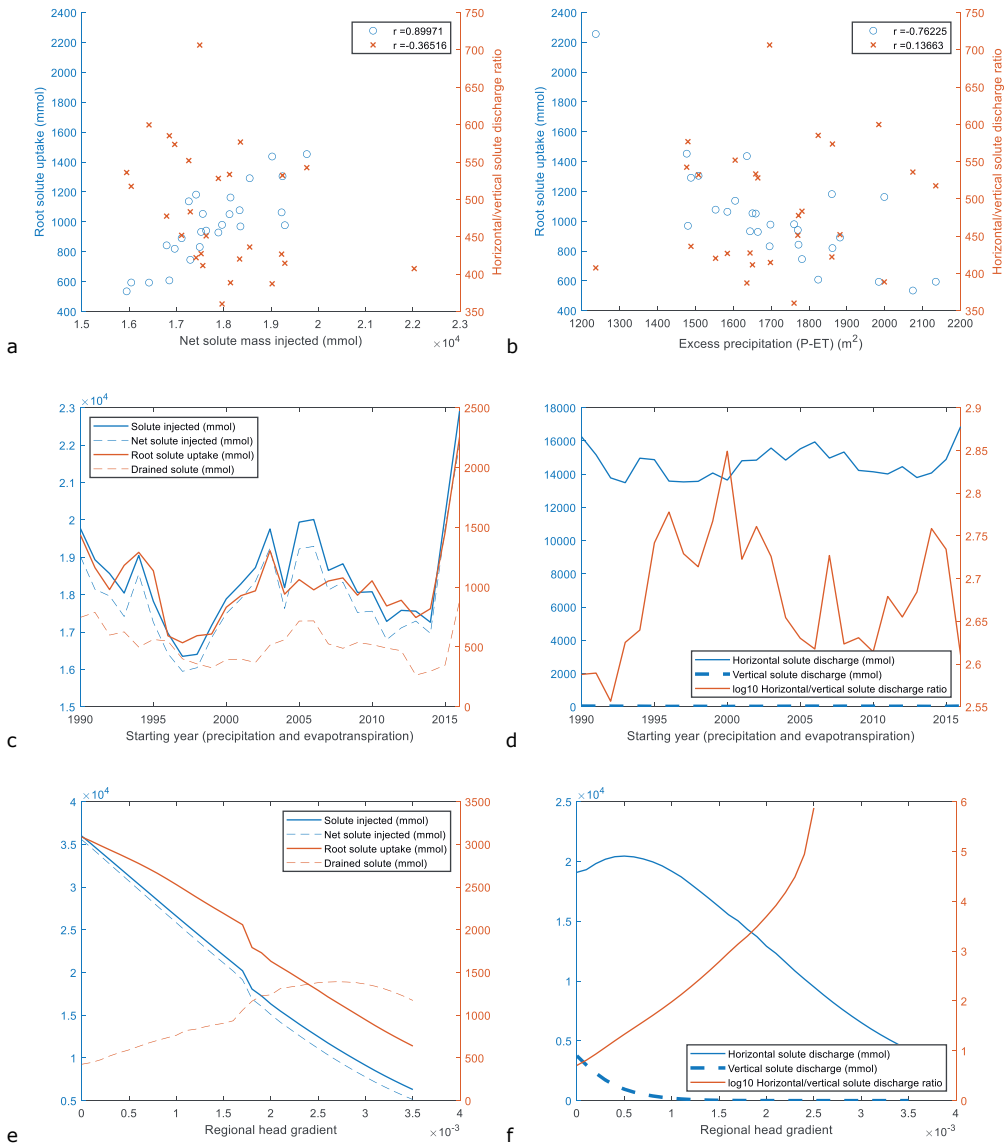 2400
2200
2000
1800
1600
1400
1200
1000
800
600
400
Root solute uptake (mmol)
r =0.89971
r=-0.36516
750
700
650
600
550
500
450
400
350
Horizontal/vertical solute discharge ratio
1.5 1.6 1.7 1.8 1.9 2 2.1 2.2 2.3
Net solute mass injected (mmol)
×10⁴
a
2400
2200
2000
1800
1600
1400
1200
1000
800
600
400
Root solute uptake (mmol)
r=-0.76225
r=0.13663
750
700
650
600
550
500
450
400
350
Horizontal/vertical solute discharge ratio
1200 1300 1400 1500 1600 1700 1800 1900 2000 2100 2200
Excess precipitation (P-ET) (m²)
b
×10⁴
2.3
2.2
2.1
2
1.9
1.8
1.7
1.6
1.5
Solute injected (mmol)
Net solute injected (mmol)
Root solute uptake (mmol)
Drained solute (mmol)
2500
2000
1500
1000
500
0
1990 1995 2000 2005 2010 2015
Starting year (precipitation and evapotranspiration)
c
18000
16000
14000
12000
10000
8000
6000
4000
2000
0
2.9
2.85
2.8
2.75
2.7
2.65
2.6
2.55
Horizontal solute discharge (mmol)
Vertical solute discharge (mmol)
log10 Horizontal/vertical solute discharge ratio
1990 1995 2000 2005 2010 2015
Starting year (precipitation and evapotranspiration)
d
×10⁴
4
3.5
3
2.5
2
1.5
1
0.5
Solute injected (mmol)
Net solute injected (mmol)
Root solute uptake (mmol)
Drained solute (mmol)
3500
3000
2500
2000
1500
1000
500
0
0 0.5 1 1.5 2 2.5 3 3.5 4
Regional head gradient
×10⁻³
e
×10⁴
2.5
2
1.5
1
0.5
0
6
5
4
3
2
1
0
Horizontal solute discharge (mmol)
Vertical solute discharge (mmol)
log10 Horizontal/vertical solute discharge ratio
0 0.5 1 1.5 2 2.5 3 3.5 4
Regional head gradient
×10⁻³
f